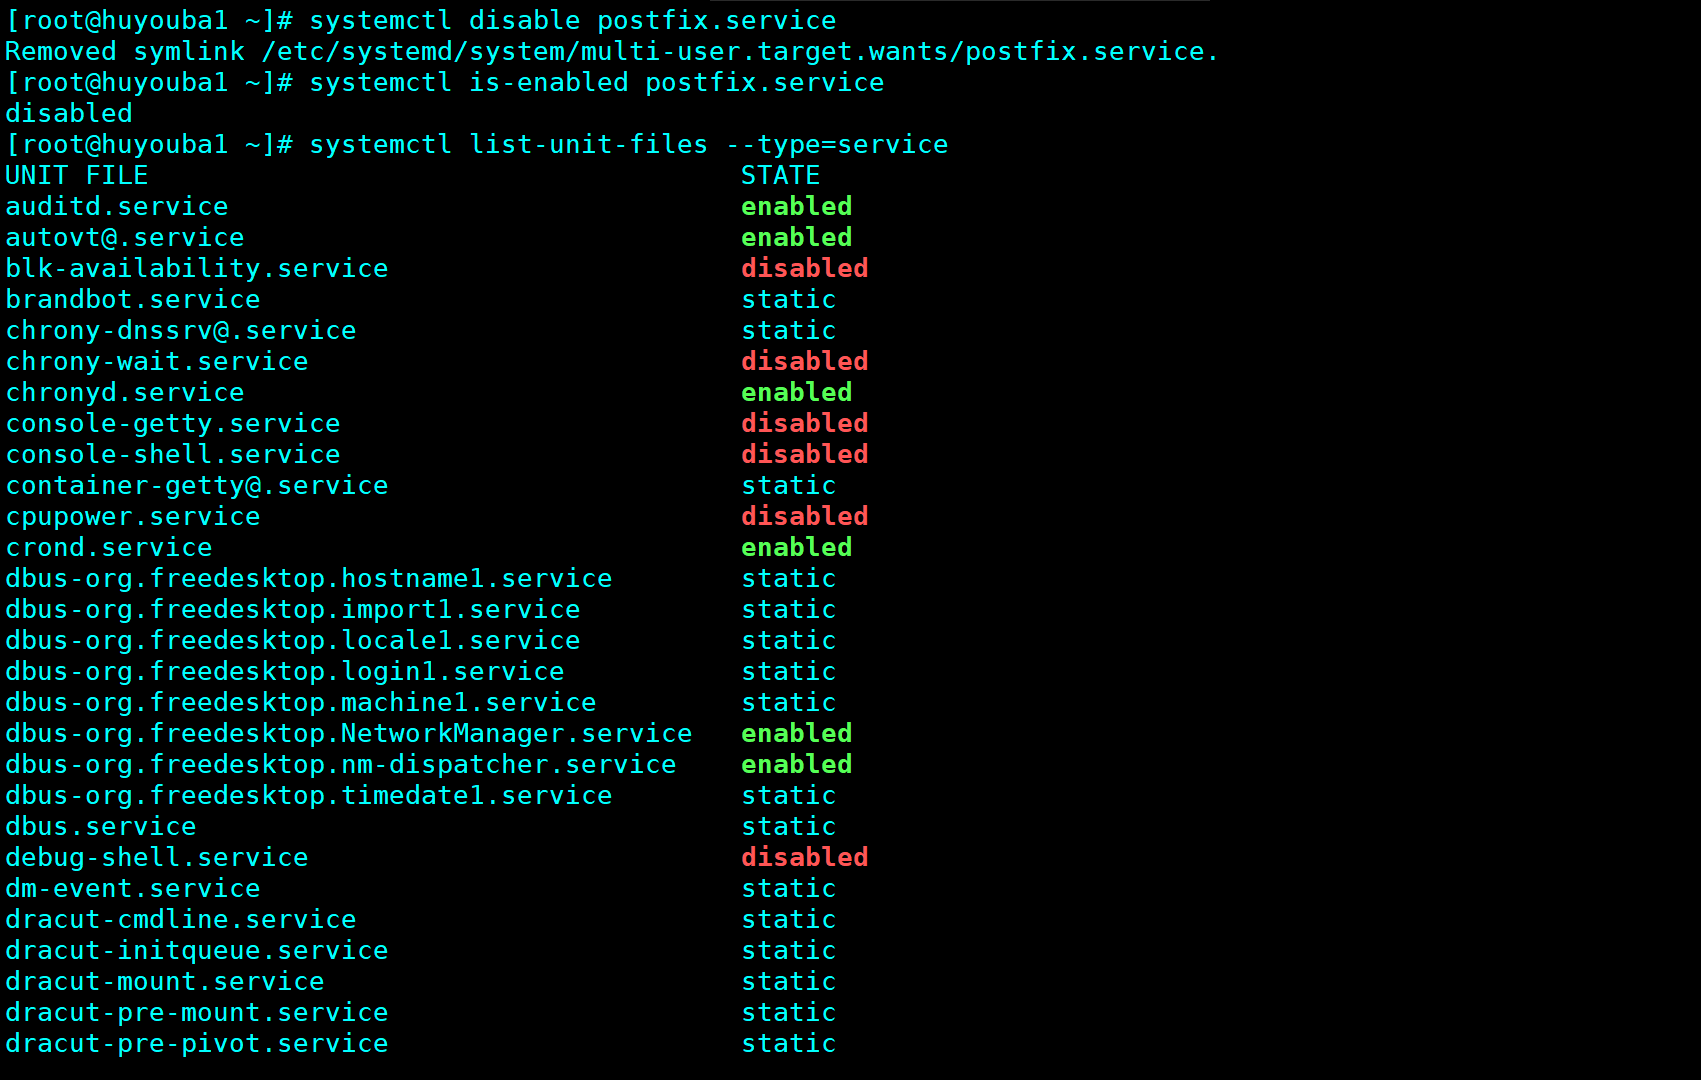 [root@huyouba1 ~]# systemctl disable postfix.service
Removed symlink /etc/systemd/system/multi-user.target.wants/postfix.service.
[root@huyouba1 ~]# systemctl is-enabled postfix.service
disabled
[root@huyouba1 ~]# systemctl list-unit-files --type=service
UNIT FILE                                     STATE
auditd.service                                enabled
autovt@.service                               enabled
blk-availability.service                      disabled
brandbot.service                              static
chrony-dnssrv@.service                        static
chrony-wait.service                           disabled
chronyd.service                               enabled
console-getty.service                         disabled
console-shell.service                         disabled
container-getty@.service                      static
cpupower.service                              disabled
crond.service                                 enabled
dbus-org.freedesktop.hostname1.service        static
dbus-org.freedesktop.import1.service          static
dbus-org.freedesktop.locale1.service          static
dbus-org.freedesktop.login1.service           static
dbus-org.freedesktop.machine1.service         static
dbus-org.freedesktop.NetworkManager.service   enabled
dbus-org.freedesktop.nm-dispatcher.service    enabled
dbus-org.freedesktop.timedate1.service        static
dbus.service                                  static
debug-shell.service                           disabled
dm-event.service                              static
dracut-cmdline.service                        static
dracut-initqueue.service                      static
dracut-mount.service                          static
dracut-pre-mount.service                      static
dracut-pre-pivot.service                      static